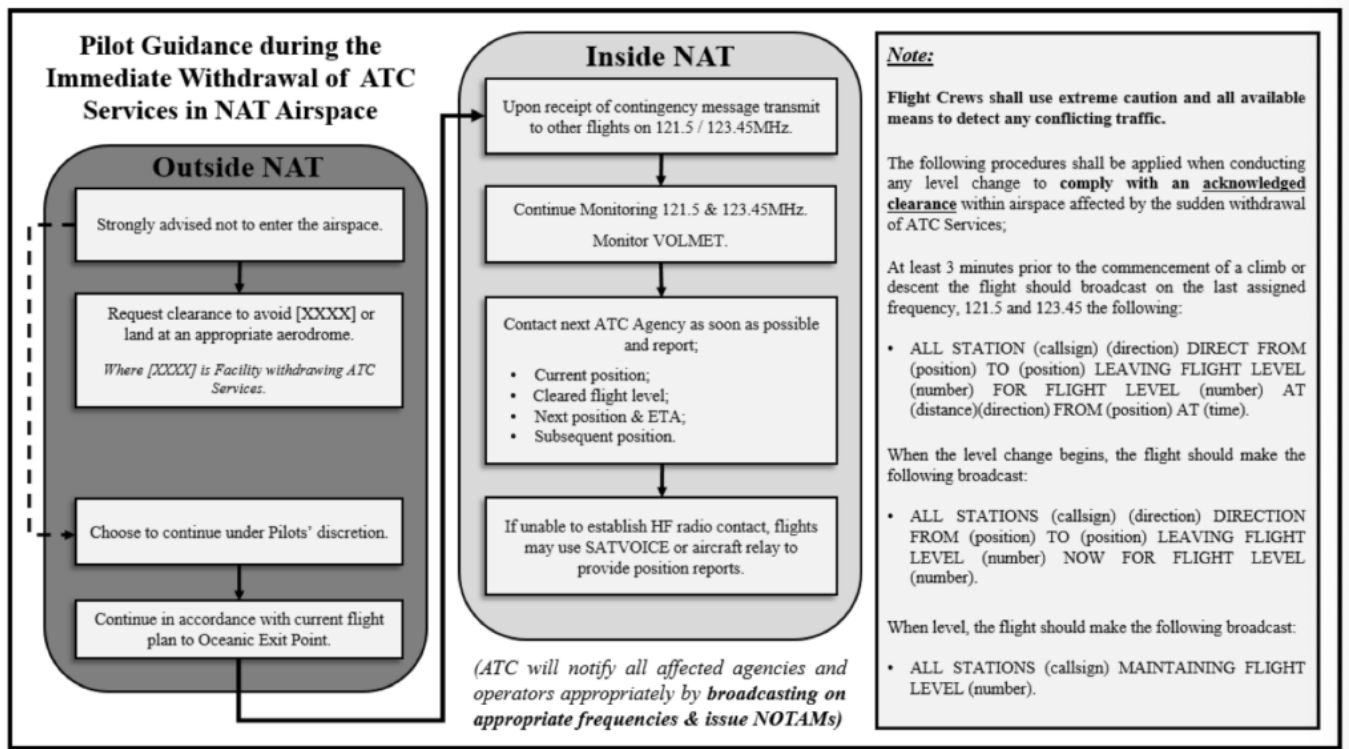 Pilot Guidance during the
Immediate Withdrawal of ATC
Services in NAT Airspace
Outside NAT
Strongly advised not to enter the airspace.
Request clearance to avoid [XXXX] or
land at an appropriate aerodrome.
Where [XXXX] is Facility withdrawing ATC
Services.
Choose to continue under Pilots' discretion.
Continue in accordance with current flight
plan to Oceanic Exit Point.
Inside NAT
Upon receipt of contingency message transmit
to other flights on 121.5 / 123.45MHz.
Continue Monitoring 121.5 & 123.45MHz.
Monitor VOLMET.
Contact next ATC Agency as soon as possible
and report;
• Current position;
• Cleared flight level;
• Next position & ETA;
• Subsequent position.
If unable to establish HF radio contact, flights
may use SATVOICE or aircraft relay to
provide position reports.
(ATC will notify all affected agencies and
operators appropriately by broadcasting on
appropriate frequencies & issue NOTAMs)
Note:
Flight Crews shall use extreme caution and all available
means to detect any conflicting traffic.
The following procedures shall be applied when conducting
any level change to comply with an acknowledged
clearance within airspace affected by the sudden withdrawal
of ATC Services;
At least 3 minutes prior to the commencement of a climb or
descent the flight should broadcast on the last assigned
frequency, 121.5 and 123.45 the following:
• ALL STATION (callsign) (direction) DIRECT FROM
(position) TO (position) LEAVING FLIGHT LEVEL
(number) FOR FLIGHT LEVEL (number) AT
(distance)(direction) FROM (position) AT (time).
When the level change begins, the flight should make the
following broadcast:
• ALL STATIONS (callsign) (direction) DIRECTION
FROM (position) TO (position) LEAVING FLIGHT
LEVEL (number) NOW FOR FLIGHT LEVEL
(number).
When level, the flight should make the following broadcast:
• ALL STATIONS (callsign) MAINTAINING FLIGHT
LEVEL (number).